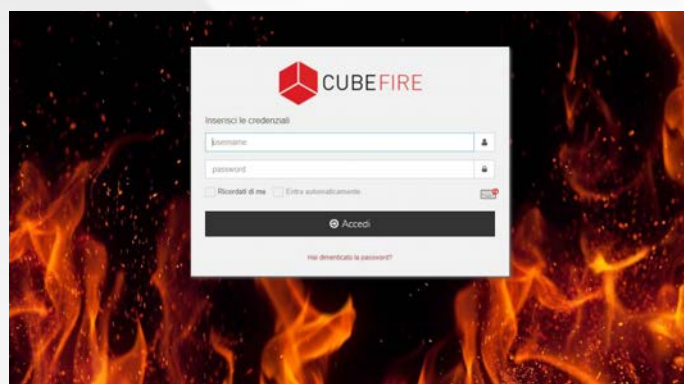 CUBEFIRE
Inserisci le credenziali
username
password
Ricordati di me Entra automaticamente
Accedi
Hai dimenticato la password?